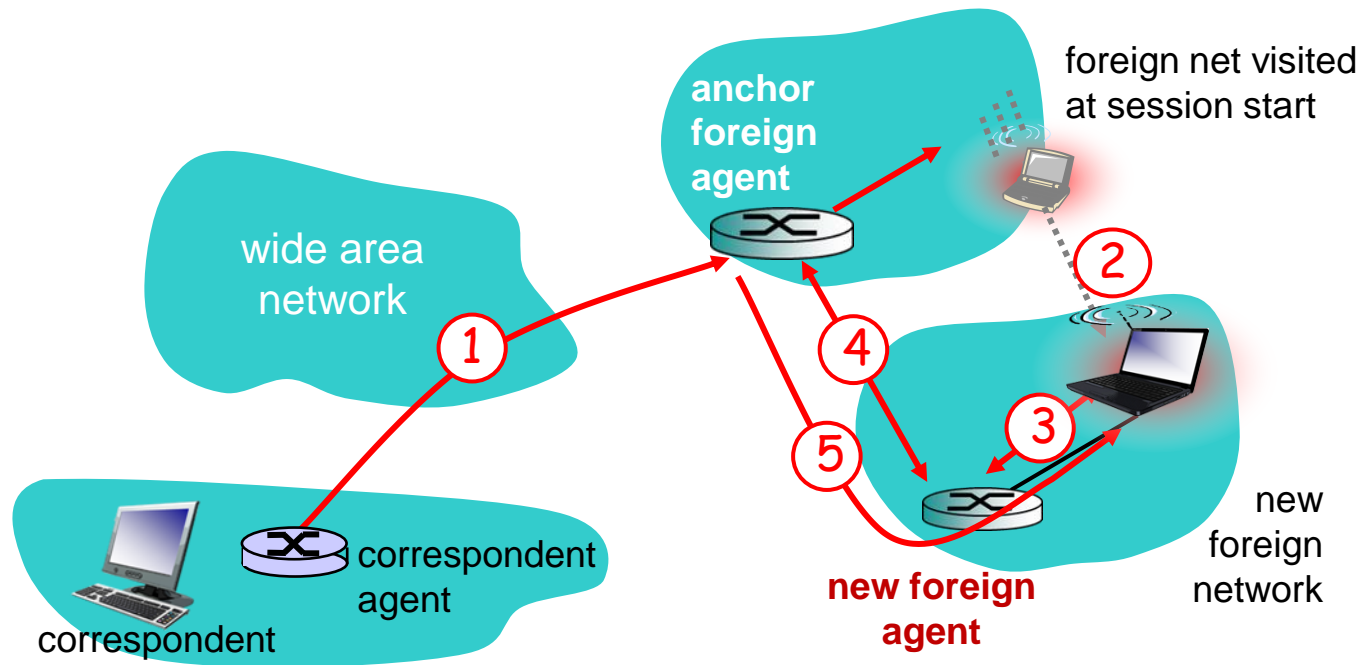 anchor
foreign
agent
foreign net visited
at session start
wide area
network
1
2
4
3
5
correspondent
agent
correspondent
new foreign
agent
new
foreign
network